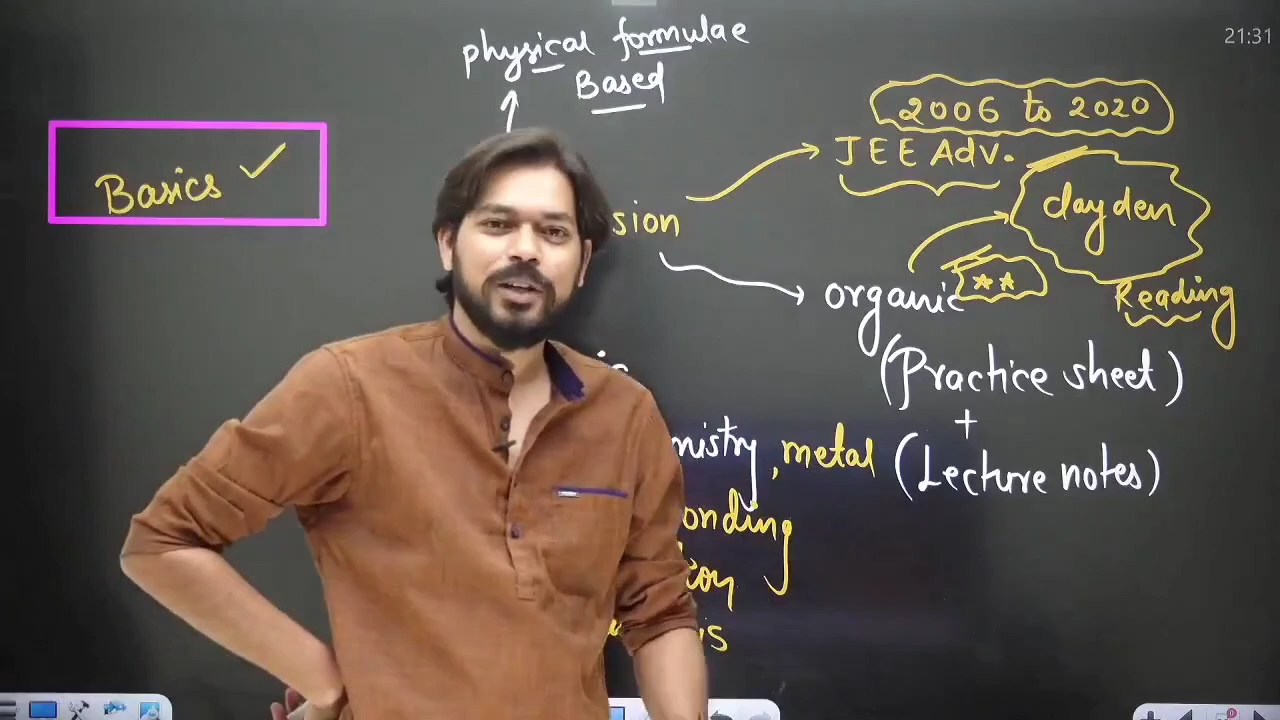 physical formulae
Based
21:31
2006 to 2020
JEE Adv.
Basics ✓
clayden
sion
organic **
Reading
(Practice sheet)
+
mistry, metal (Lecture notes)
onding